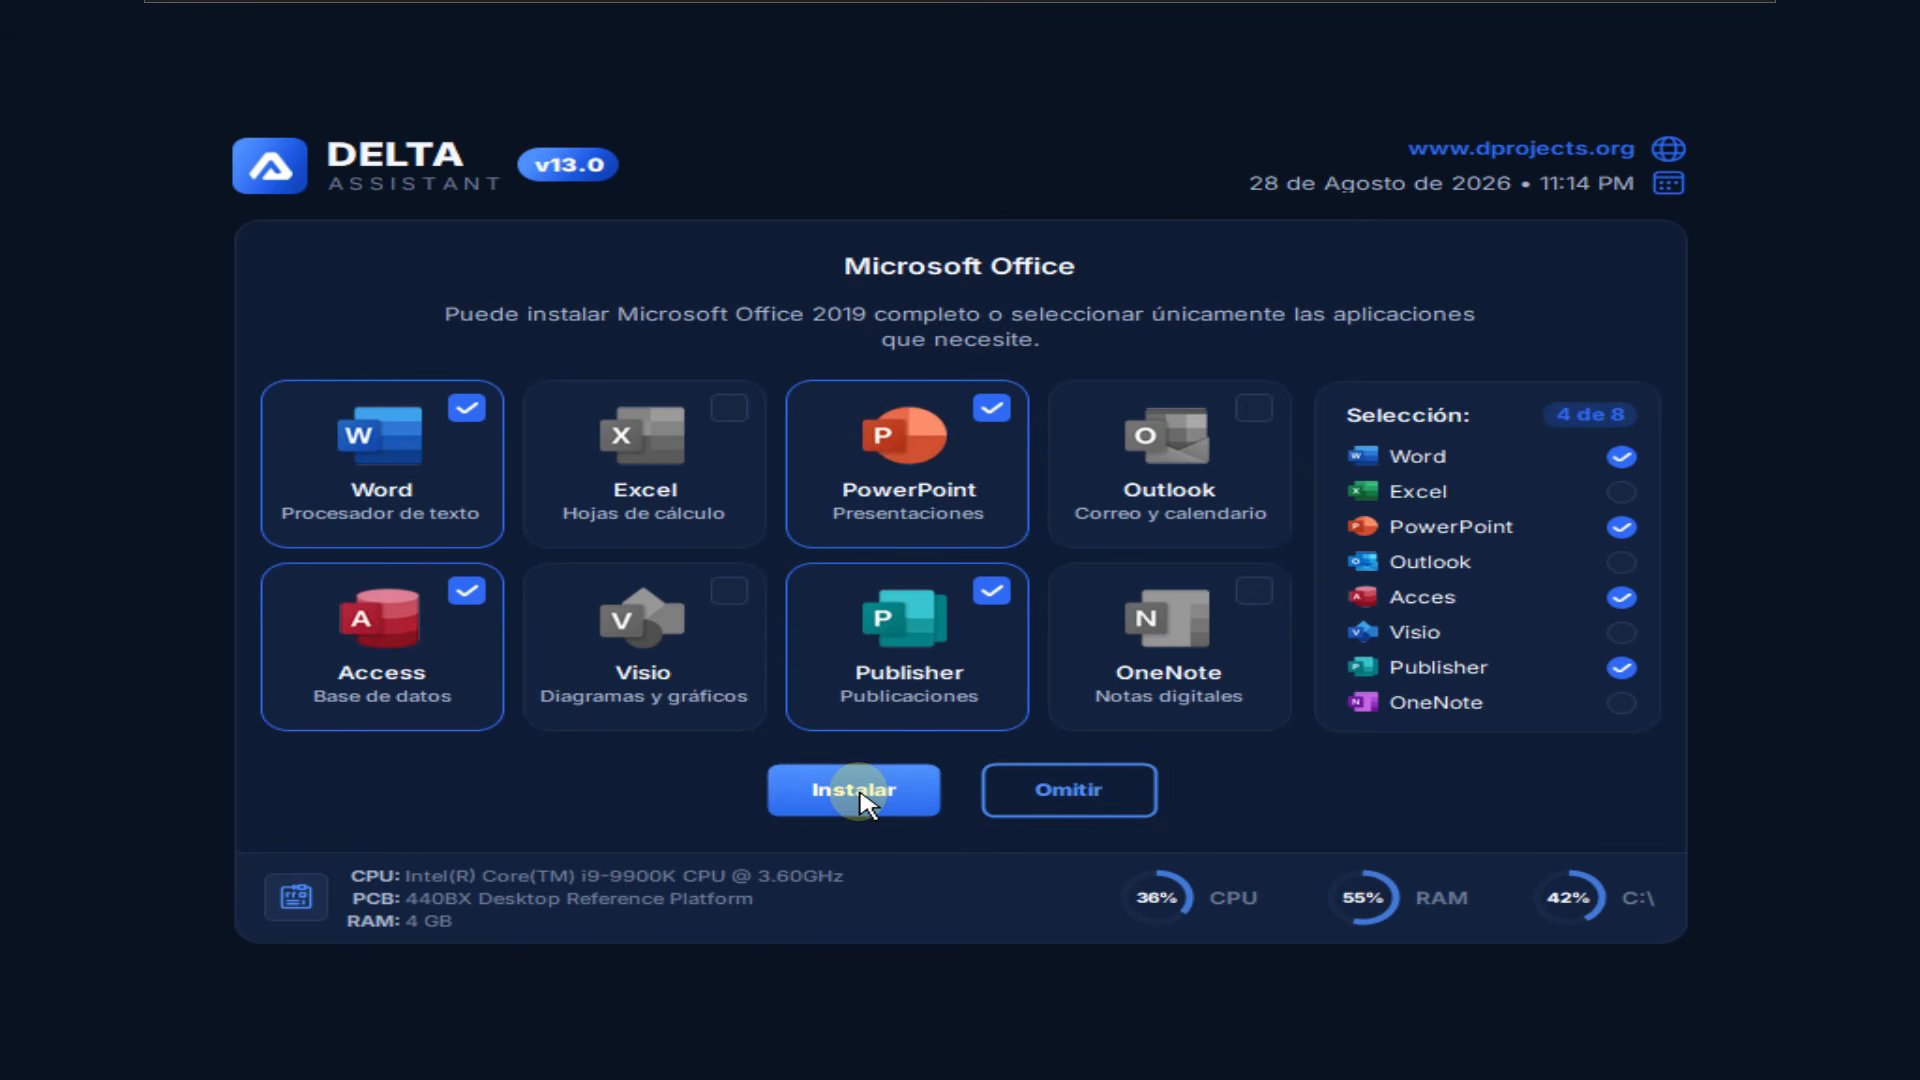 DELTA
ASSISTANT
v13.0
www.dprojects.org
28 de Agosto de 2026 • 11:14 PM
Microsoft Office
Puede instalar Microsoft Office 2019 completo o seleccionar únicamente las aplicaciones
que necesite.
W
Word
Procesador de texto
X
Excel
Hojas de cálculo
P
PowerPoint
Presentaciones
O
Outlook
Correo y calendario
A
Access
Base de datos
V
Visio
Diagramas y gráficos
P
Publisher
Publicaciones
N
OneNote
Notas digitales
Selección: 4 de 8
Word
Excel
PowerPoint
Outlook
Acces
Visio
Publisher
OneNote
Instalar
Omitir
CPU: Intel(R) Core(TM) i9-9900K CPU @ 3.60GHz
PCB: 440BX Desktop Reference Platform
RAM: 4 GB
36% CPU
55% RAM
42% C:\